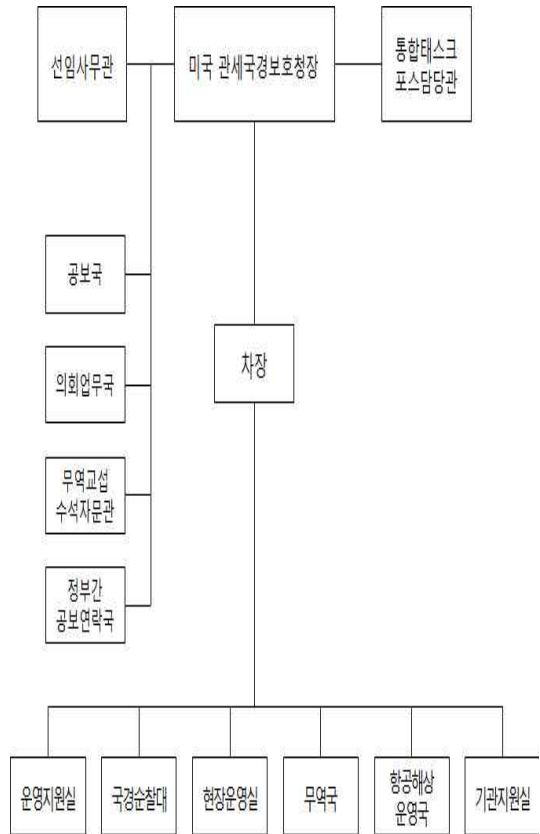 선임사무관
미국 관세국경보호청장
통합태스크
포스담당관
공보국
의회업무국
차장
무역교섭
수석자문관
정부간
공보연락국
운영지원실
국경순찰대
현장운영실
무역국
항공해상
운영국
기관지원실